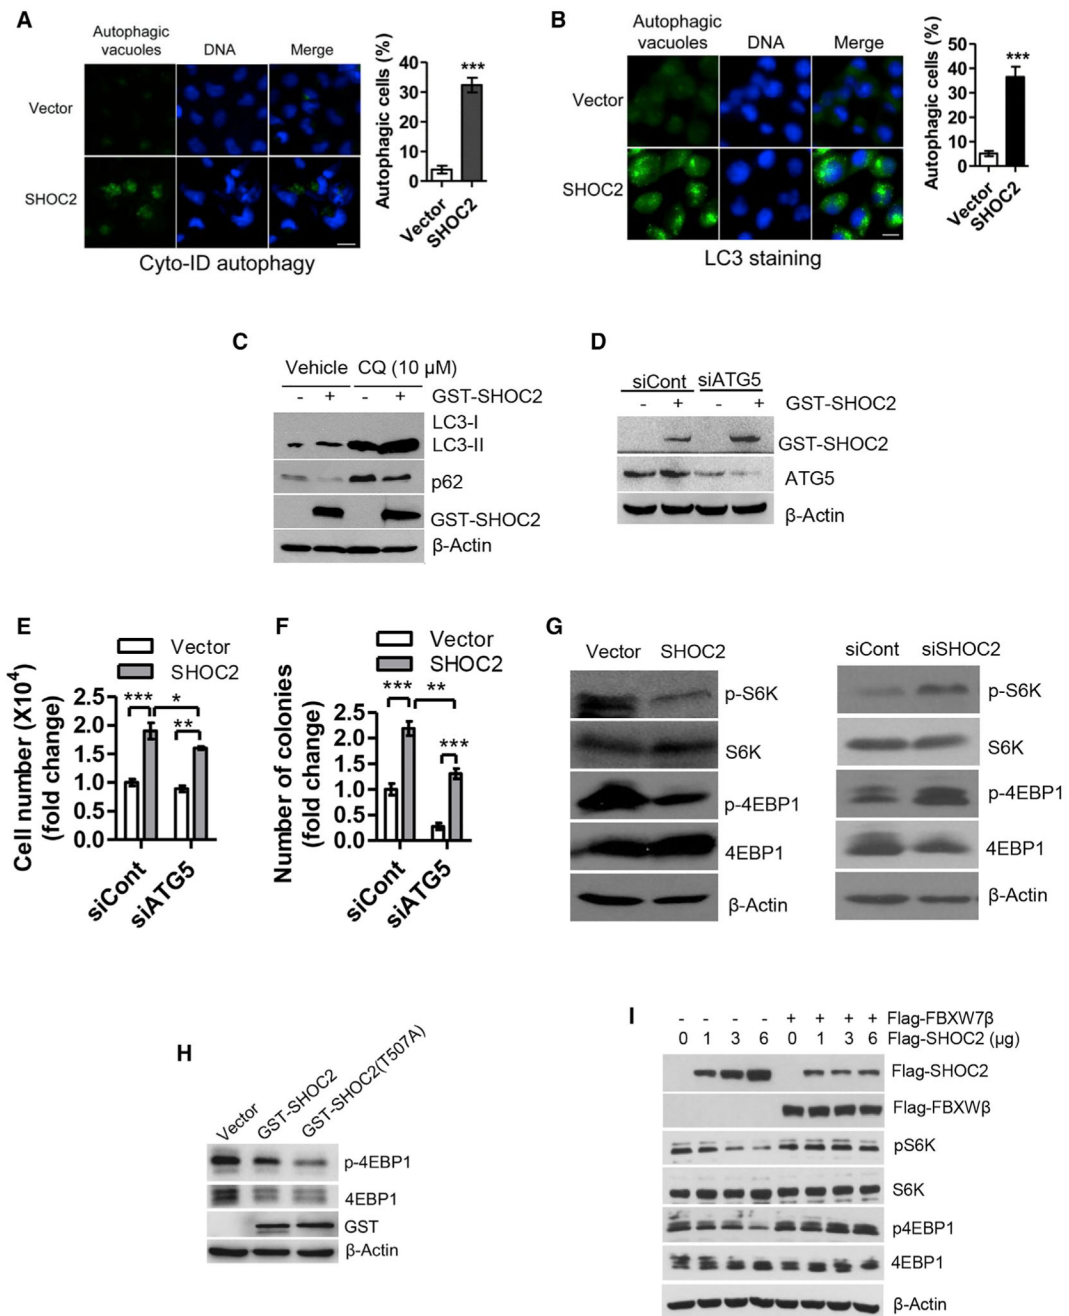 A
Autophagic
vacuoles
DNA
Merge
Vector
SHOC2
Cyto-ID autophagy
Autophagic cells (%)
40
30
20
10
0
***
Vector
SHOC2
B
Autophagic
vacuoles
DNA
Merge
Vector
SHOC2
LC3 staining
Autophagic cells (%)
50
40
30
20
10
0
***
Vector
SHOC2
C
Vehicle CQ (10 µM)
- + - + GST-SHOC2
LC3-I
LC3-II
p62
GST-SHOC2
β-Actin
D
siCont siATG5
- + - + GST-SHOC2
GST-SHOC2
ATG5
β-Actin
E
Vector
SHOC2
Cell number (X10⁴)
(fold change)
2.5
2.0
1.5
1.0
0.5
0.0
*** *
**
siCont
siATG5
F
Vector
SHOC2
Number of colonies
(fold change)
2.5
2.0
1.5
1.0
0.5
0.0
*** **
***
siCont
siATG5
G
Vector SHOC2
p-S6K
S6K
p-4EBP1
4EBP1
β-Actin
siCont siSHOC2
p-S6K
S6K
p-4EBP1
4EBP1
β-Actin
H
Vector
GST-SHOC2
GST-SHOC2(T507A)
p-4EBP1
4EBP1
GST
β-Actin
I
- - - - + + + + Flag-FBXW7β
0 1 3 6 0 1 3 6 Flag-SHOC2 (µg)
Flag-SHOC2
Flag-FBXWβ
pS6K
S6K
p4EBP1
4EBP1
β-Actin